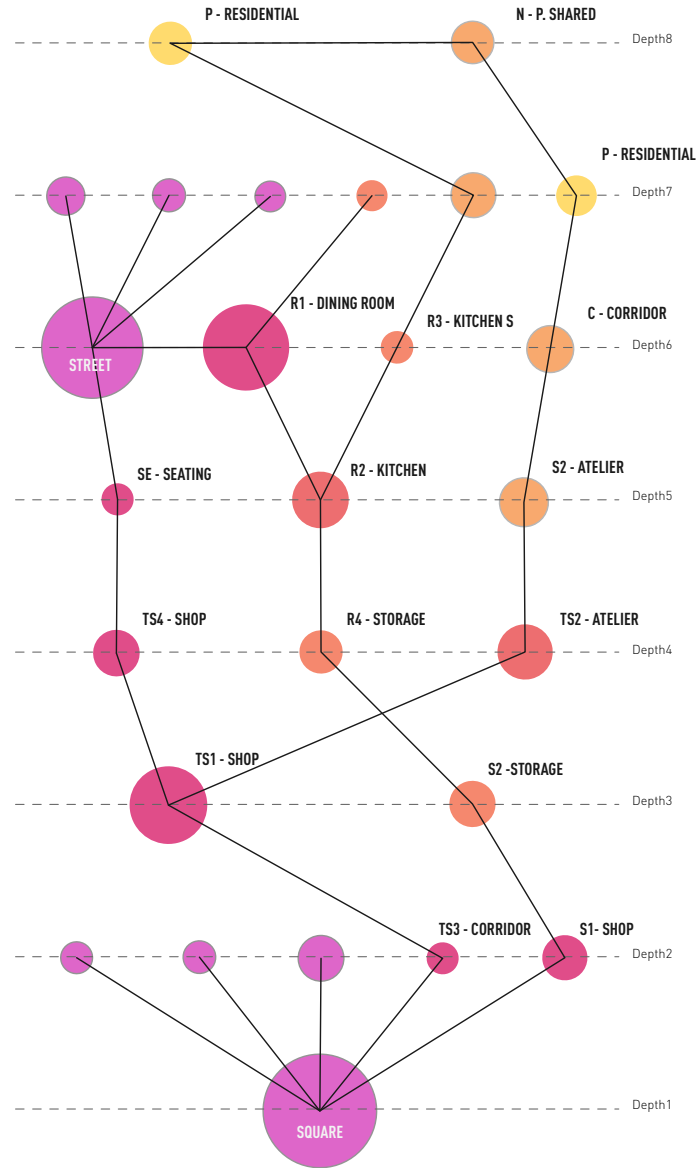 P - RESIDENTIAL
N - P. SHARED
Depth8
P - RESIDENTIAL
Depth7
R1 - DINING ROOM
R3 - KITCHEN S
C - CORRIDOR
STREET
Depth6
SE - SEATING
R2 - KITCHEN
S2 - ATELIER
Depth5
TS4 - SHOP
R4 - STORAGE
TS2 - ATELIER
Depth4
TS1 - SHOP
S2 -STORAGE
Depth3
TS3 - CORRIDOR
S1- SHOP
Depth2
Depth1
SQUARE